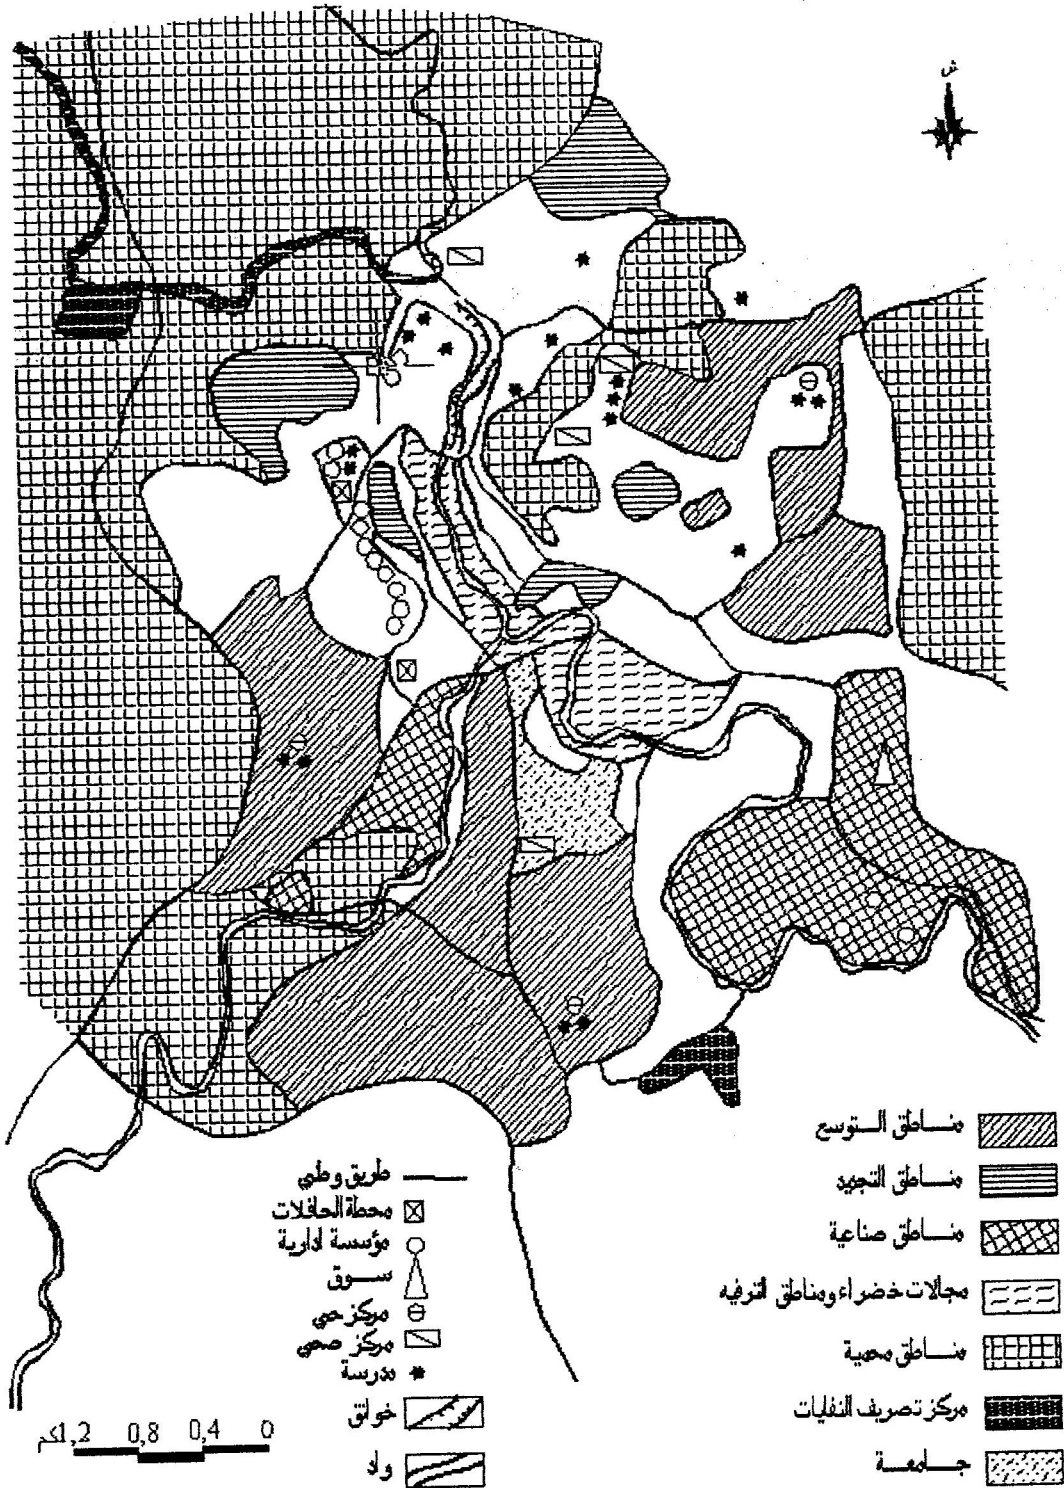 ش
مناطق التوسع
مناطق التجديد
مناطق صناعية
مجالات خضراء ومناطق الترفيه
مناطق محمية
مركز تصريف النفايات
جامعة
طريق وطني
محطة الحافلات
مؤسسة ادارية
سوق
مركز حي
مركز صحي
مدرسة
خوانق
واد
0 0,4 0,8 1,2كم